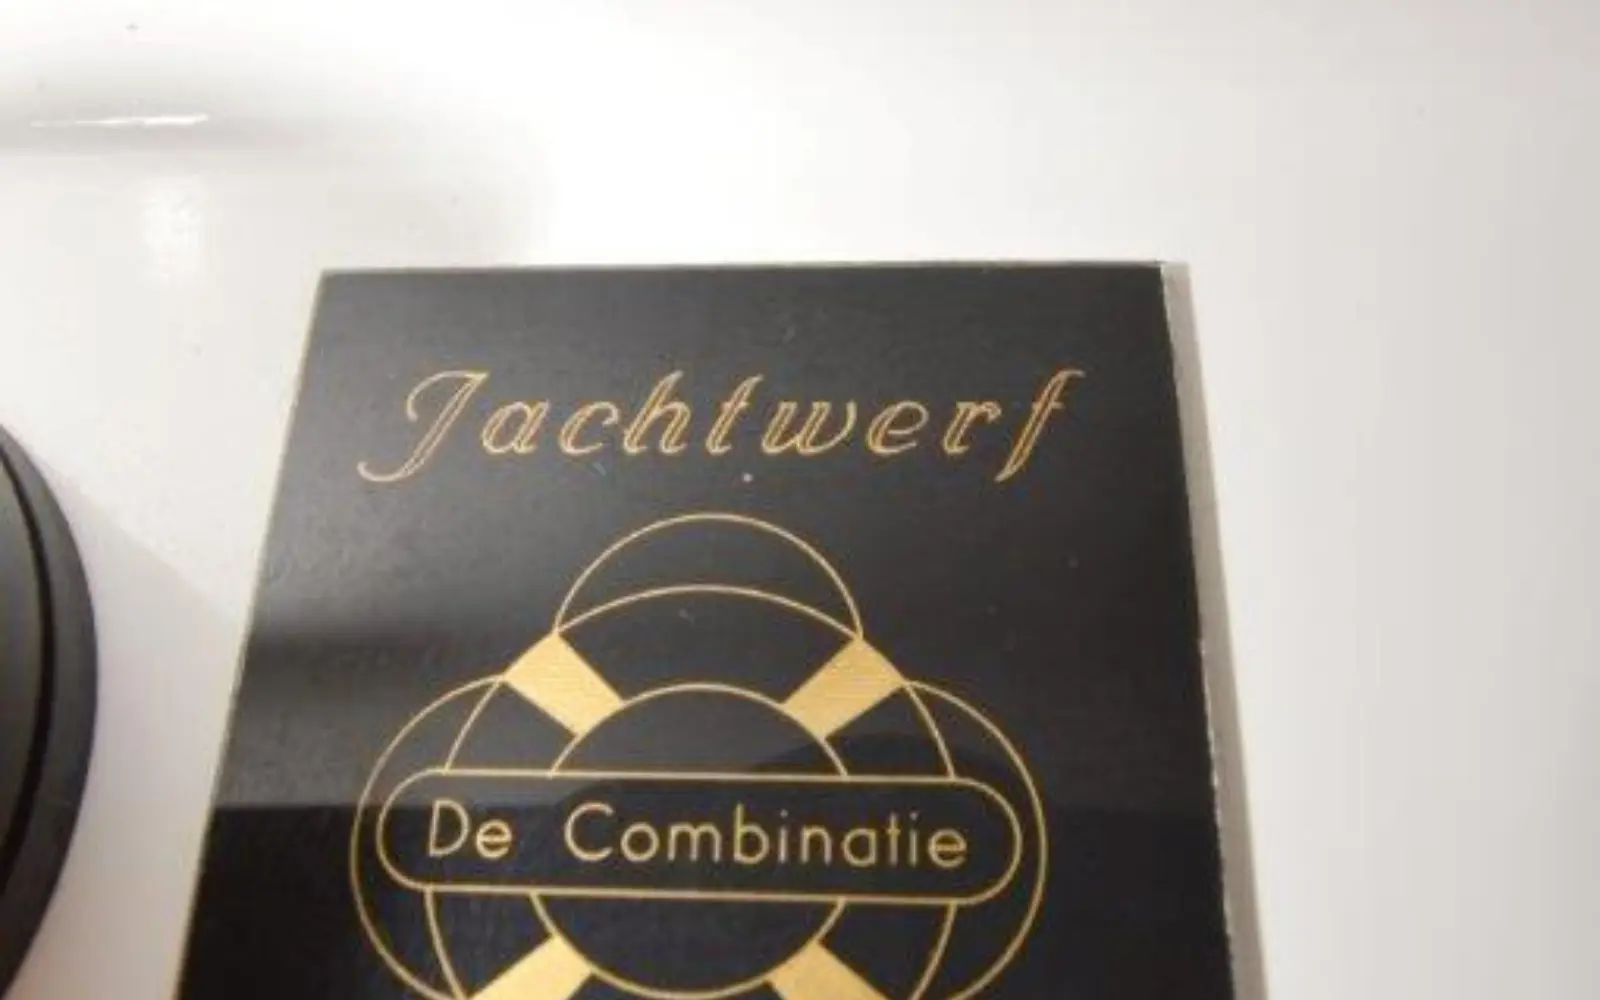 Jachtwerf
De Combinatie